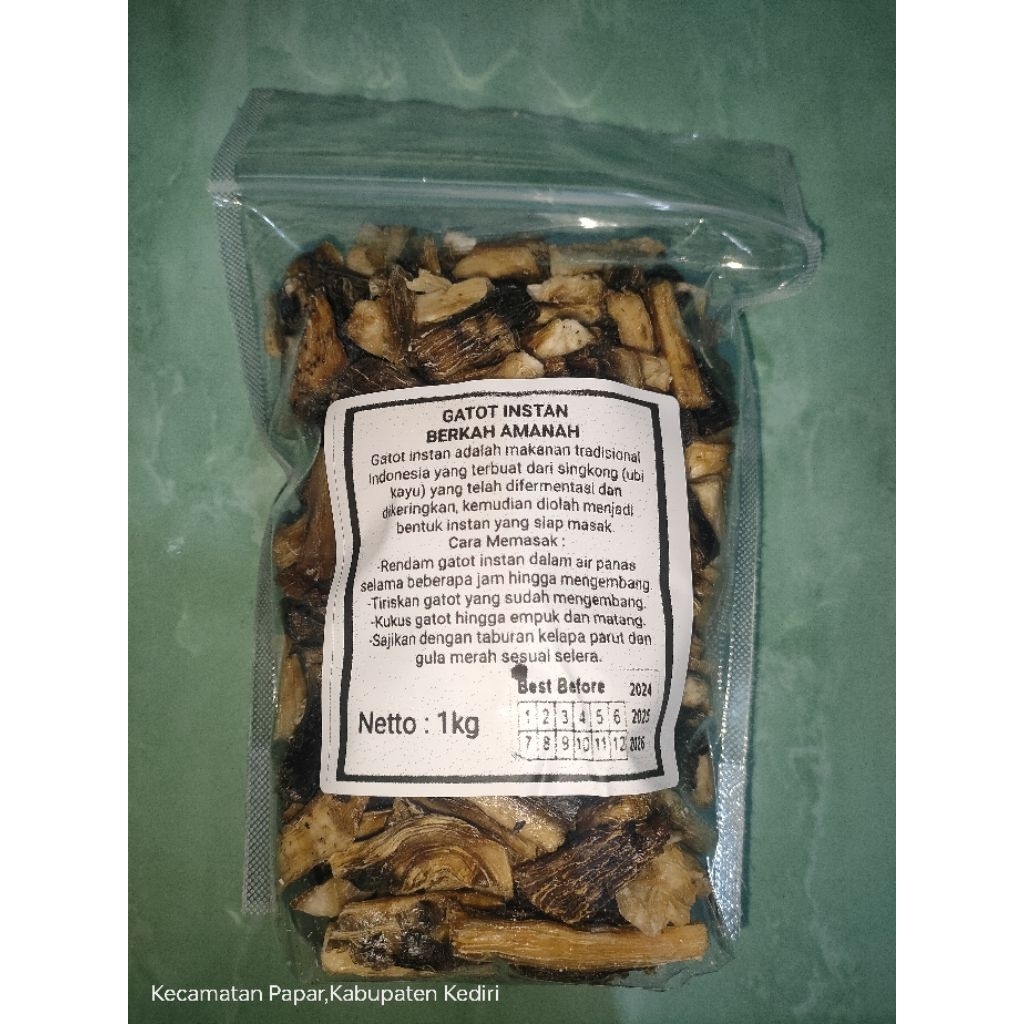 GATOT INSTAN
BERKAH AMANAH
Gatot instan adalah makanan tradisional
Indonesia yang terbuat dari singkong (ubi
kayu) yang telah difermentasi dan
dikeringkan, kemudian diolah menjadi
bentuk instan yang siap masak.
Cara Memasak :
-Rendam gatot instan dalam air panas
selama beberapa jam hingga mengembang.
-Tiriskan gatot yang sudah mengembang.
-Kukus gatot hingga empuk dan matang.
-Sajikan dengan taburan kelapa parut dan
gula merah sesuai selera.
Best Before 2024
Netto : 1kg
1 2 3 4 5 6 2025
7 8 9 10 11 12 2026
Kecamatan Papar,Kabupaten Kediri